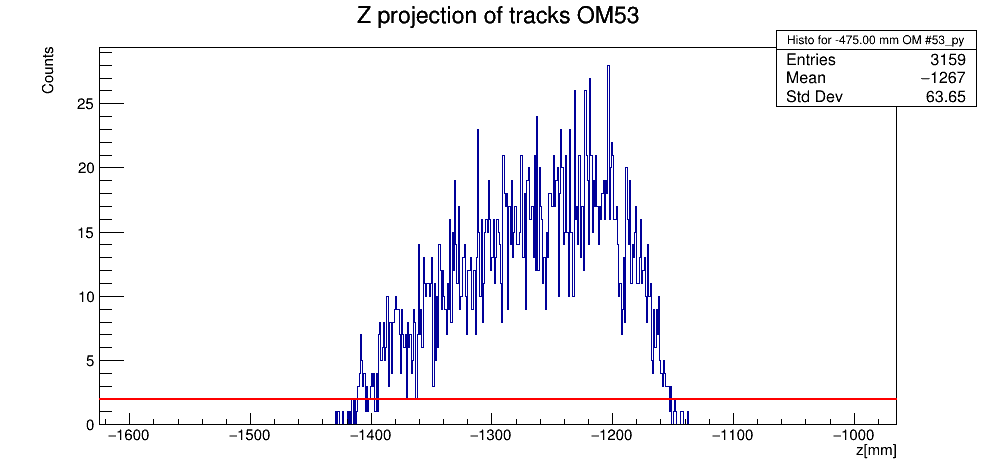 Z projection of tracks OM53
Histo for -475.00 mm OM #53_py
Entries 3159
Mean −1267
Std Dev 63.65
Counts
25
20
15
10
5
0
−1600 −1500 −1400 −1300 −1200 −1100 −1000
z[mm]